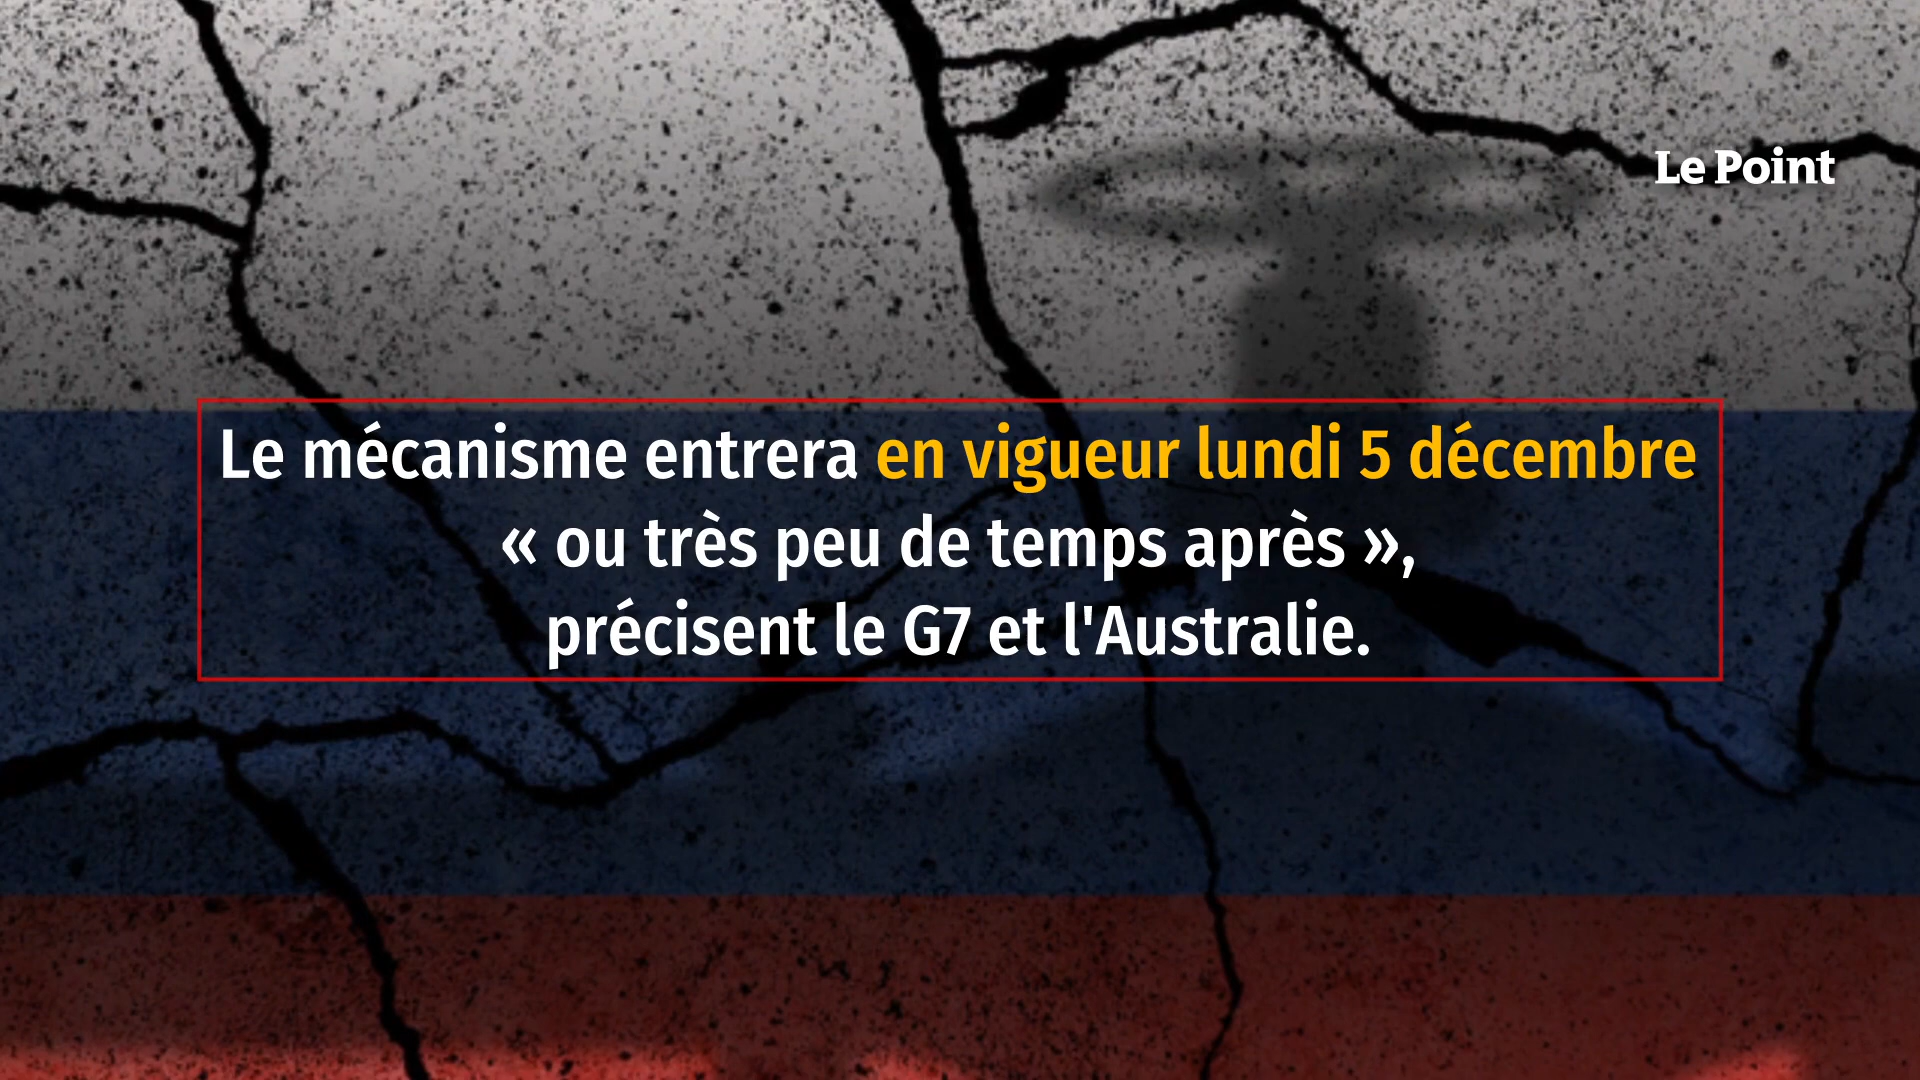 Le Point
Le mécanisme entrera en vigueur lundi 5 décembre
« ou très peu de temps après »,
précisent le G7 et l'Australie.